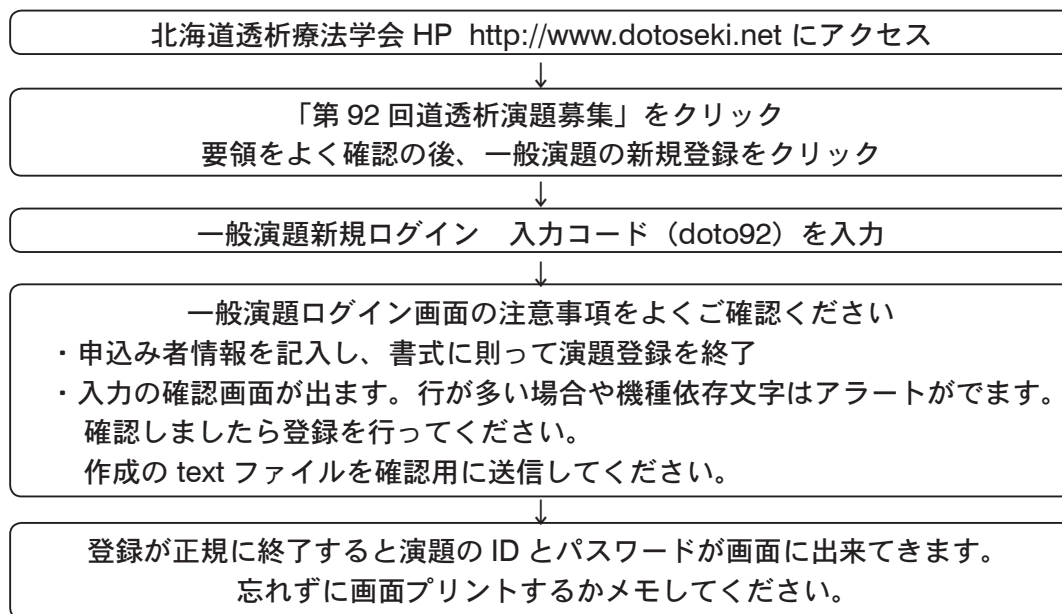 北海道透析療法学会 HP http://www.dotoseki.net にアクセス
↓
「第 92 回道透析演題募集」をクリック
要領をよく確認の後、一般演題の新規登録をクリック
↓
一般演題新規ログイン　入力コード（doto92）を入力
↓
一般演題ログイン画面の注意事項をよくご確認ください
・申込み者情報を記入し、書式に則って演題登録を終了
・入力の確認画面が出ます。行が多い場合や機種依存文字はアラートがでます。
確認しましたら登録を行ってください。
作成の text ファイルを確認用に送信してください。
↓
登録が正規に終了すると演題の ID とパスワードが画面に出来てきます。
忘れずに画面プリントするかメモしてください。